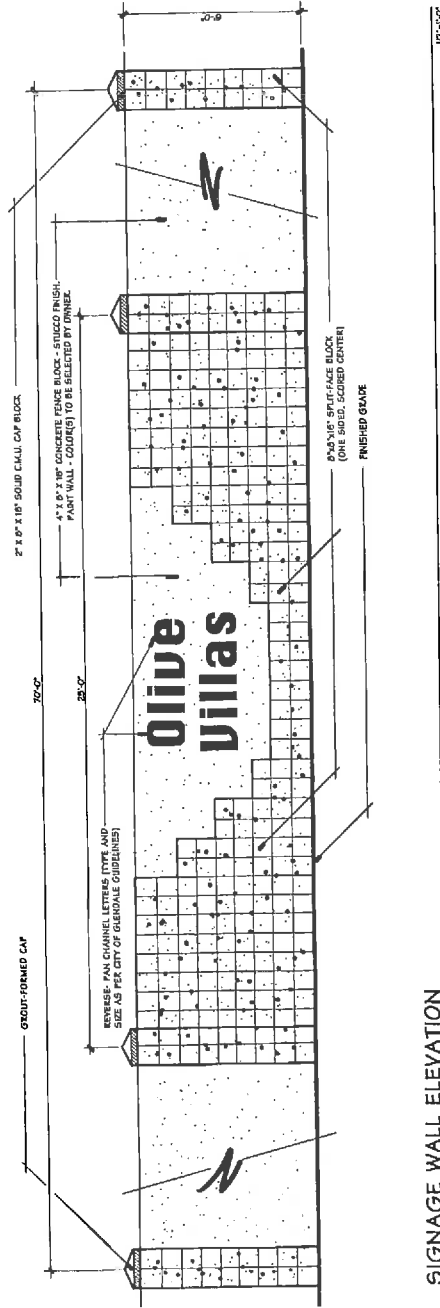 6'-0"
2" X 8" X 16" SOLID C.M.U. CAP BLOCK
4" X 8" X 16" CONCRETE FENCE BLOCK - STUCCO FINISH.
PAINT WALL - COLOR(S) TO BE SELECTED BY OWNER.
70'-0"
25'-0"
GROUT-FORMED CAP
REVERSE- PAN CHANNEL LETTERS (TYPE AND
SIZE AS PER CITY OF GLENDALE GUIDELINES)
Olive
Villas
8"x8"x16" SPLIT-FACE BLOCK
(ONE SIDED, SCORED CENTER)
FINISHED GRADE
SIGNAGE WALL ELEVATION